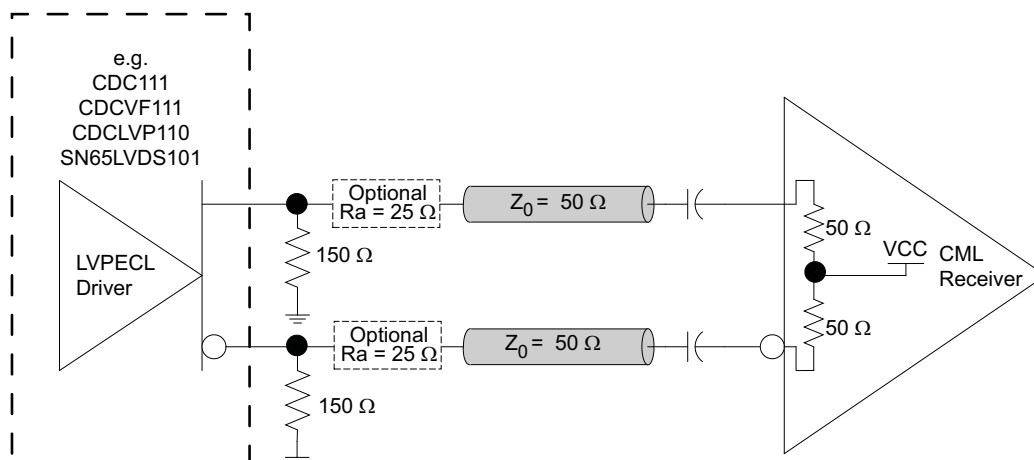 e.g.
CDC111
CDCVF111
CDCLVP110
SN65LVDS101
LVPECL
Driver
Optional
Ra = 25 Ω
Z0 = 50 Ω
150 Ω
50 Ω
VCC
CML
Receiver
50 Ω
Optional
Ra = 25 Ω
Z0 = 50 Ω
150 Ω